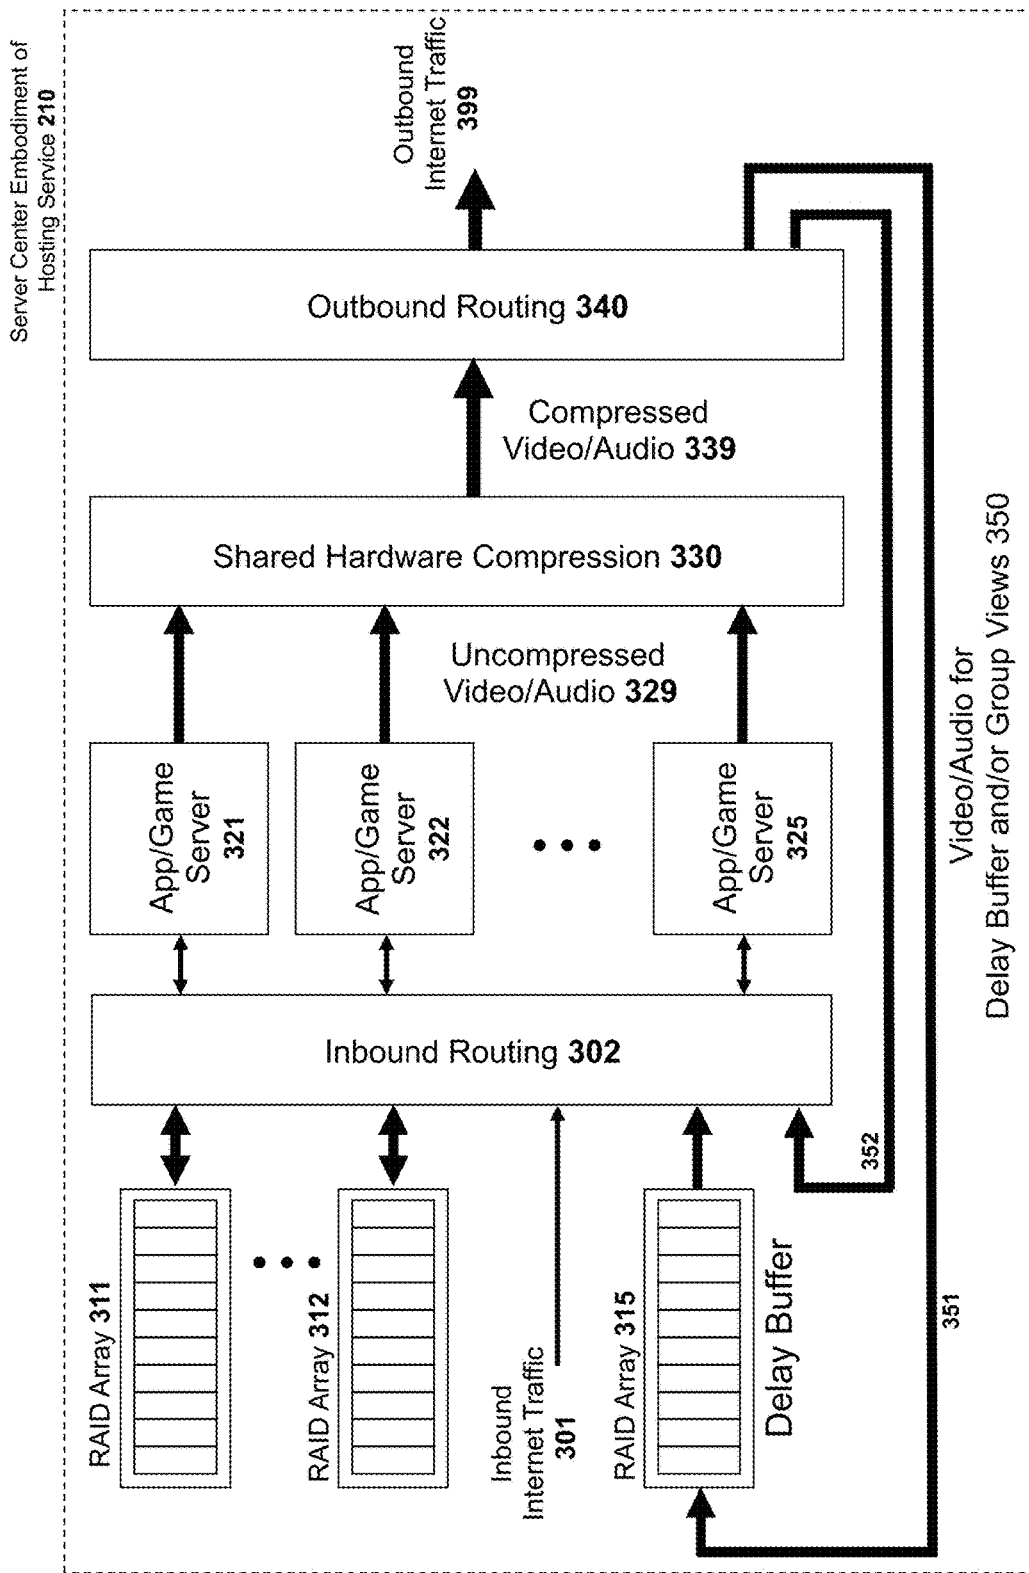 Server Center Embodiment of
Hosting Service 210
Outbound
Internet Traffic
399
Outbound Routing 340
Compressed
Video/Audio 339
Shared Hardware Compression 330
Uncompressed
Video/Audio 329
App/Game
Server
321
App/Game
Server
322
App/Game
Server
325
Inbound Routing 302
RAID Array 311
RAID Array 312
Inbound
Internet Traffic
301
RAID Array 315
Delay Buffer
352
351
Video/Audio for
Delay Buffer and/or Group Views 350